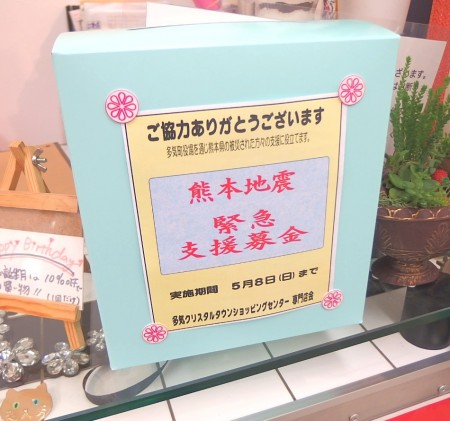 ご協力ありがとうございます
多気町役場を通じ熊本県の被災された方々の支援に役立てます。
熊本地震
緊急
支援募金
実施期間 5月8日(日)まで
多気クリスタルタウンショッピングセンター 専門店会
ppy Birthday
10%OFF